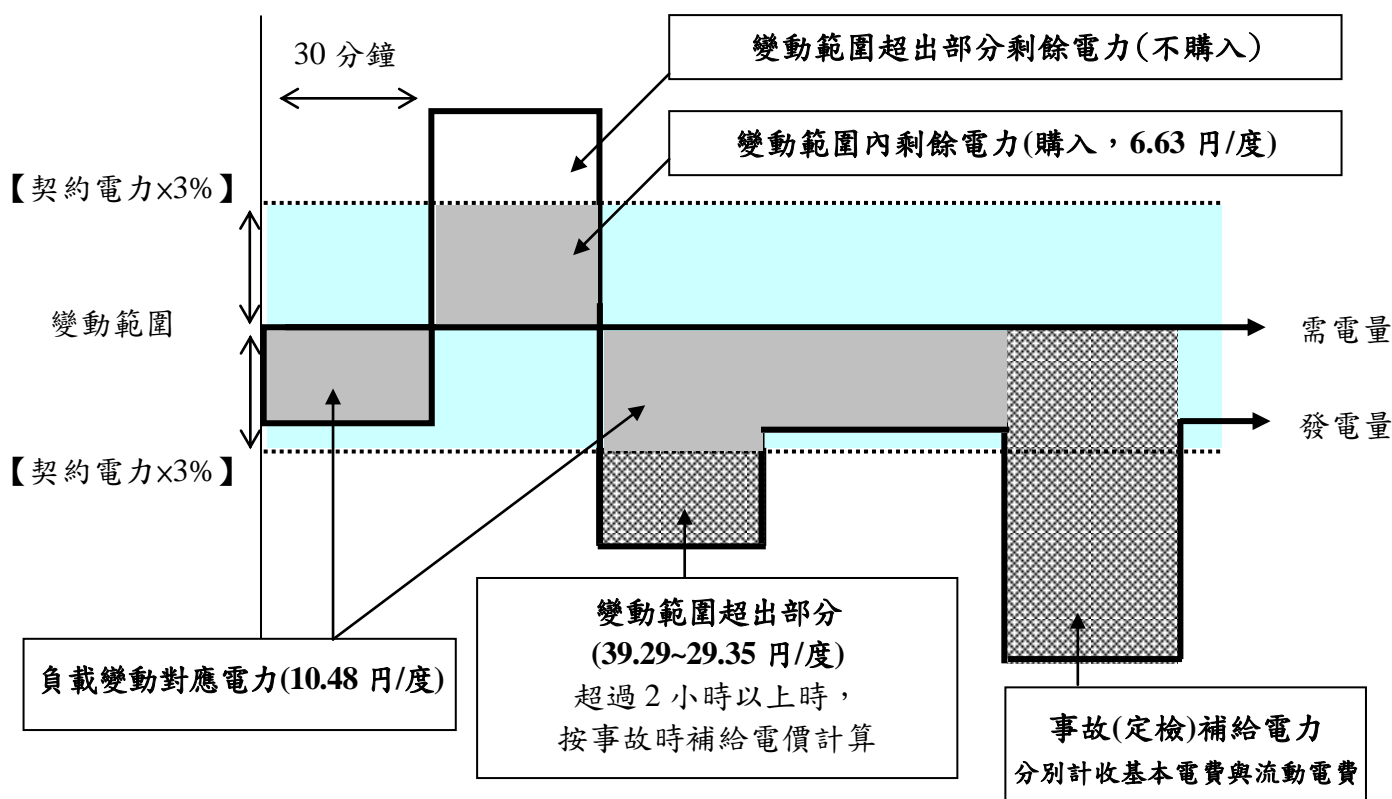 30 分鐘
變動範圍超出部分剩餘電力(不購入)
變動範圍內剩餘電力(購入，6.63 円/度)
【契約電力×3%】
變動範圍
需電量
發電量
【契約電力×3%】
變動範圍超出部分
(39.29~29.35 円/度)
超過 2 小時以上時，
按事故時補給電價計算
負載變動對應電力(10.48 円/度)
事故(定檢)補給電力
分別計收基本電費與流動電費